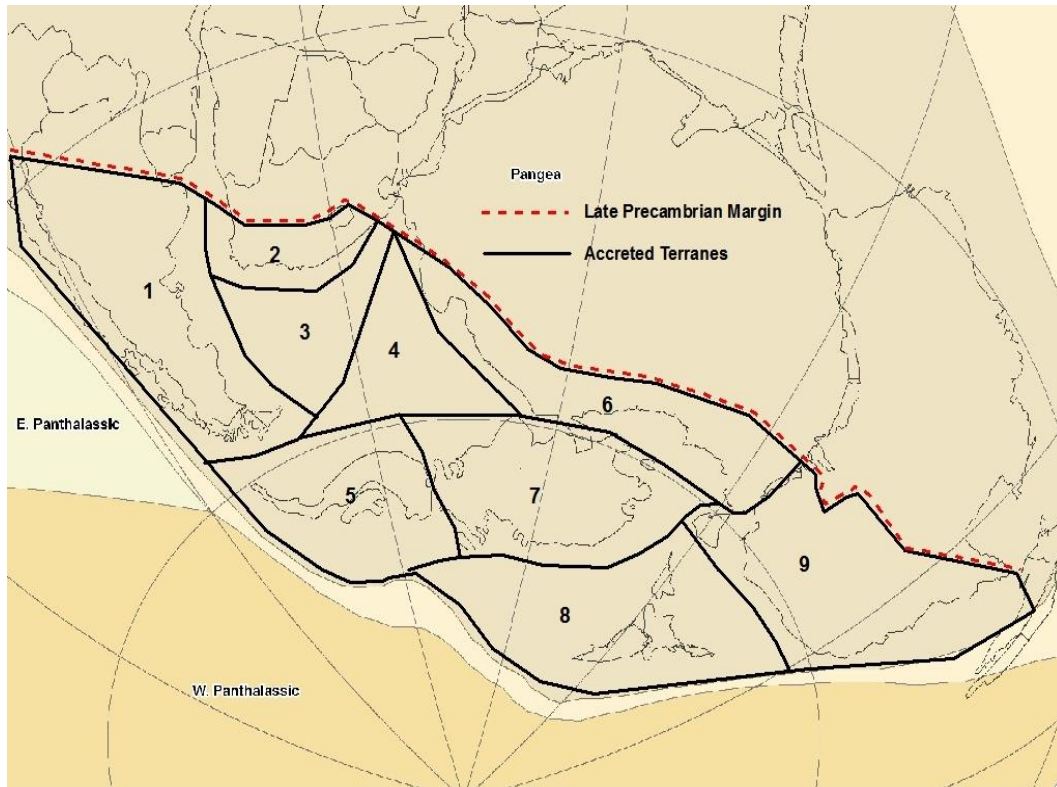 Pangea
Late Precambrian Margin
Accreted Terranes
2
1
3
4
6
E. Panthalassic
5
7
9
8
W. Panthalassic